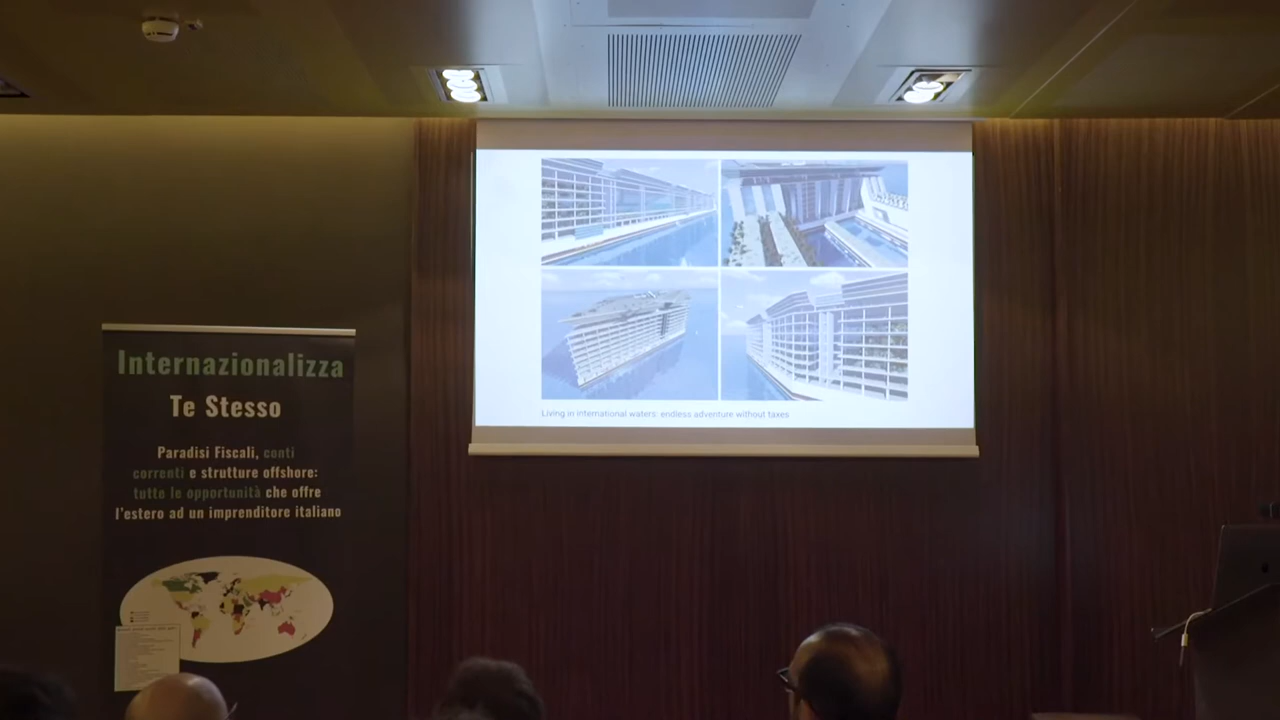 Internazionalizza
Te Stesso
Paradisi Fiscali, conti
correnti e strutture offshore:
tutte le opportunità che offre
l'estero ad un imprenditore italiano
Living in international waters: endless adventure without taxes